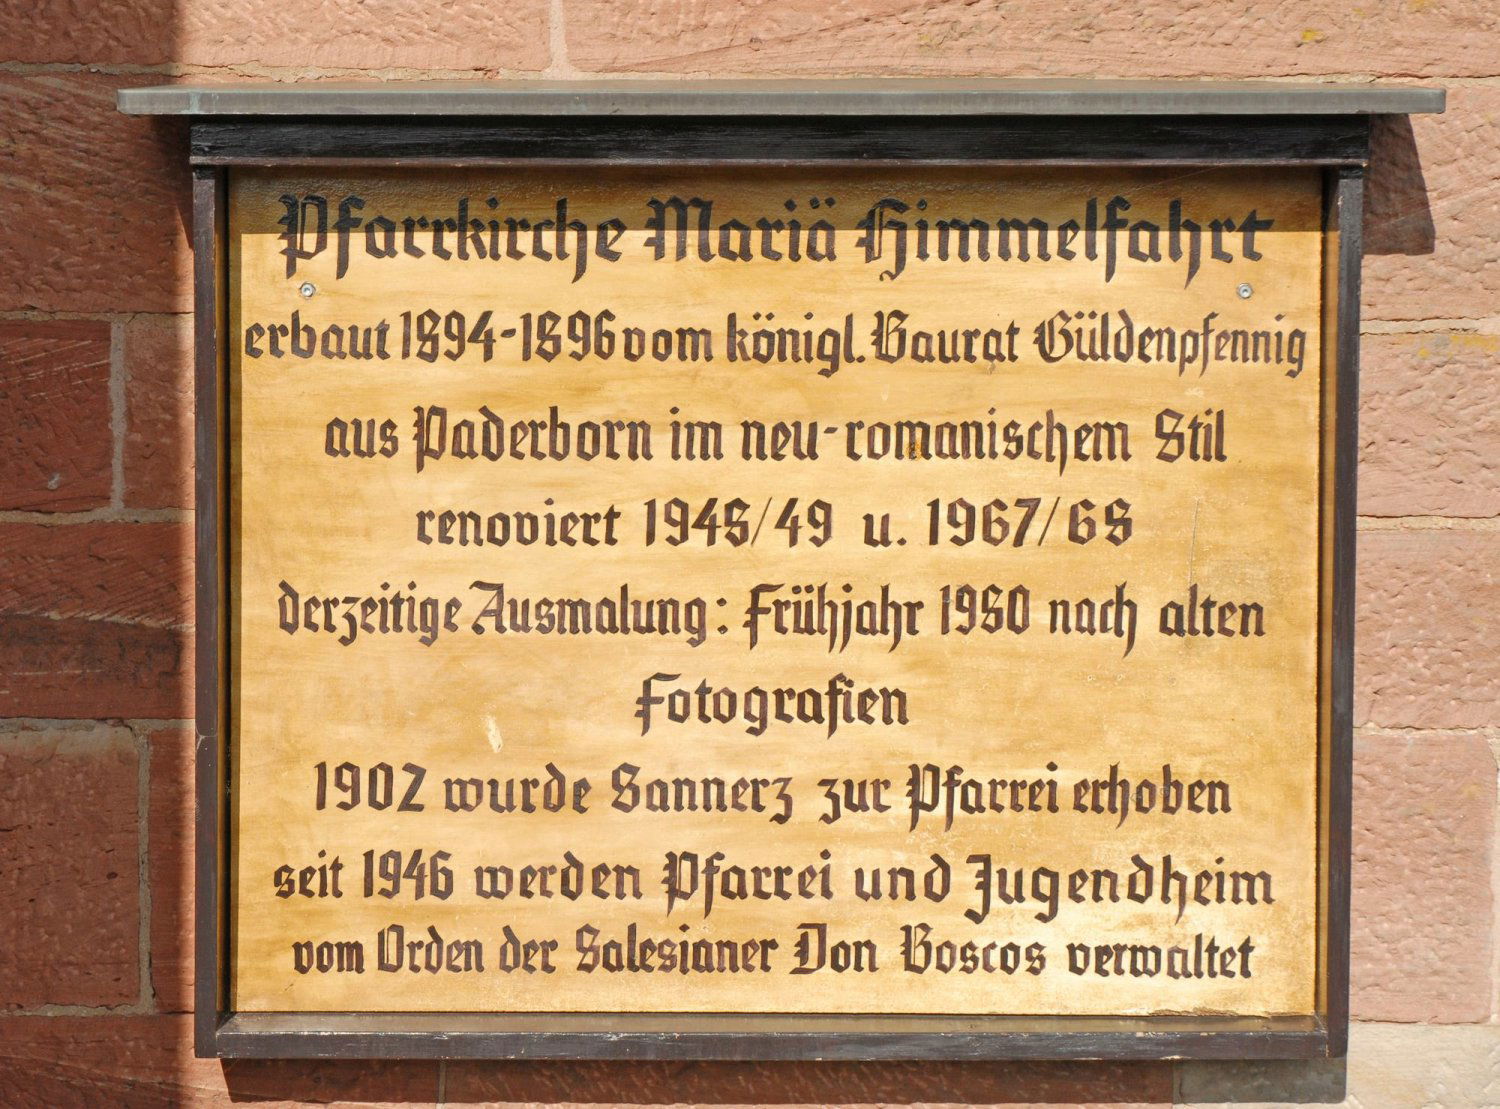 Pfarrkirche Mariä Himmelfahrt
erbaut 1894-1896 vom königl. Baurat Güldenpfennig
aus Paderborn im neu-romanischem Stil
renoviert 1948/49 u. 1967/68
derzeitige Ausmalung: Frühjahr 1980 nach alten
Fotografien
1902 wurde Sannerz zur Pfarrei erhoben
seit 1946 werden Pfarrei und Jugendheim
vom Orden der Salesianer Don Boscos verwaltet